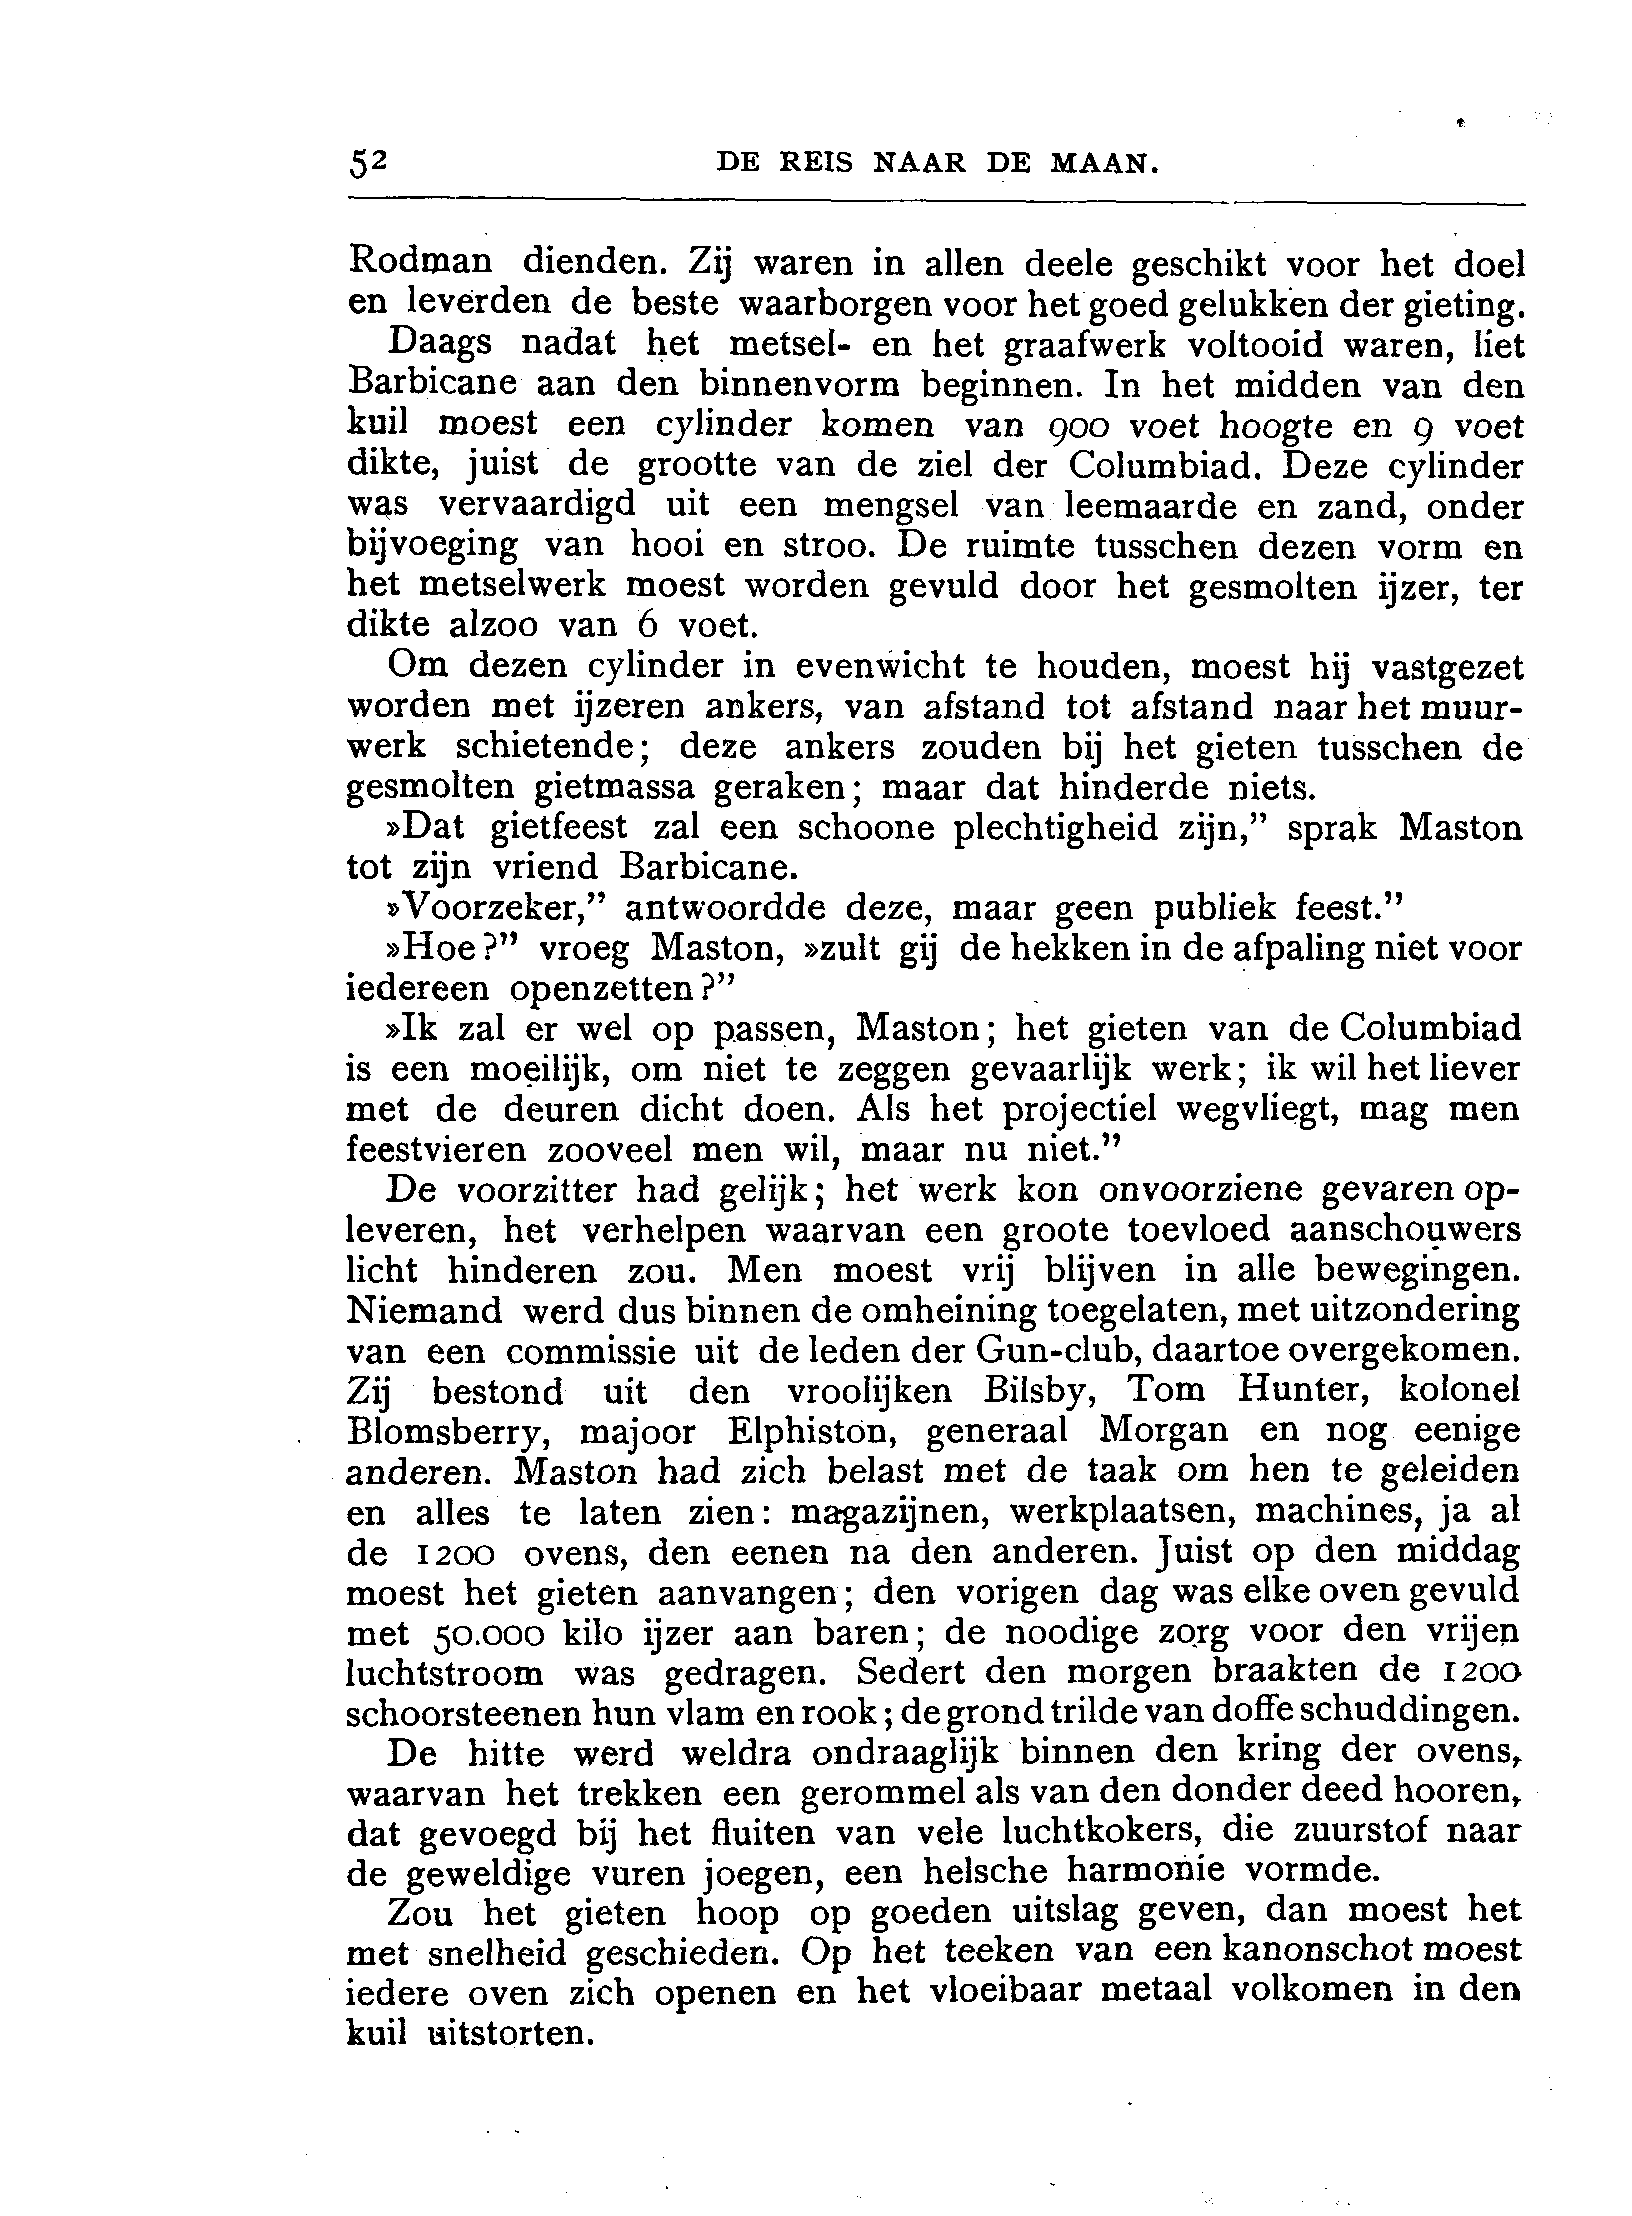 52 DE REIS NAAR DE MAAN.
Rodman dienden. Zij waren in allen deele geschikt voor het doel
en leverden de beste waarborgen voor het goed gelukken der gieting.
Daags nadat het metsel- en het graafwerk voltooid waren, liet
Barbicane aan den binnenvorm beginnen. In het midden van den
kuil moest een cylinder komen van 900 voet hoogte en 9 voet
dikte, juist de grootte van de ziel der Columbiad. Deze cylinder
was vervaardigd uit een mengsel van leemaarde en zand, onder
bijvoeging van hooi en stroo. De ruimte tusschen dezen vorm en
het metselwerk moest worden gevuld door het gesmolten ijzer, ter
dikte alzoo van 6 voet.
Om dezen cylinder in evenwicht te houden, moest hij vastgezet
worden met ijzeren ankers, van afstand tot afstand naar het muur-
werk schietende; deze ankers zouden bij het gieten tusschen de
gesmolten gietmassa geraken; maar dat hinderde niets.
»Dat gietfeest zal een schoone plechtigheid zijn,” sprak Maston
tot zijn vriend Barbicane.
»Voorzeker,” antwoordde deze, maar geen publiek feest.”
»Hoe?” vroeg Maston, »zult gij de hekken in de afpaling niet voor
iedereen openzetten?”
»Ik zal er wel op passen, Maston; het gieten van de Columbiad
is een moeilijk, om niet te zeggen gevaarlijk werk; ik wil het liever
met de deuren dicht doen. Als het projectiel wegvliegt, mag men
feestvieren zooveel men wil, maar nu niet.”
De voorzitter had gelijk; het werk kon onvoorziene gevaren op-
leveren, het verhelpen waarvan een groote toevloed aanschouwers
licht hinderen zou. Men moest vrij blijven in alle bewegingen.
Niemand werd dus binnen de omheining toegelaten, met uitzondering
van een commissie uit de leden der Gun-club, daartoe overgekomen.
Zij bestond uit den vroolijken Bilsby, Tom Hunter, kolonel
Blomsberry, majoor Elphiston, generaal Morgan en nog eenige
anderen. Maston had zich belast met de taak om hen te geleiden
en alles te laten zien: magazijnen, werkplaatsen, machines, ja al
de 1200 ovens, den eenen na den anderen. Juist op den middag
moest het gieten aanvangen; den vorigen dag was elke oven gevuld
met 50.000 kilo ijzer aan baren; de noodige zorg voor den vrijen
luchtstroom was gedragen. Sedert den morgen braakten de 1200
schoorsteenen hun vlam en rook; de grond trilde van doffe schuddingen.
De hitte werd weldra ondraaglijk binnen den kring der ovens,
waarvan het trekken een gerommel als van den donder deed hooren,
dat gevoegd bij het fluiten van vele luchtkokers, die zuurstof naar
de geweldige vuren joegen, een helsche harmonie vormde.
Zou het gieten hoop op goeden uitslag geven, dan moest het
met snelheid geschieden. Op het teeken van een kanonschot moest
iedere oven zich openen en het vloeibaar metaal volkomen in den
kuil uitstorten.